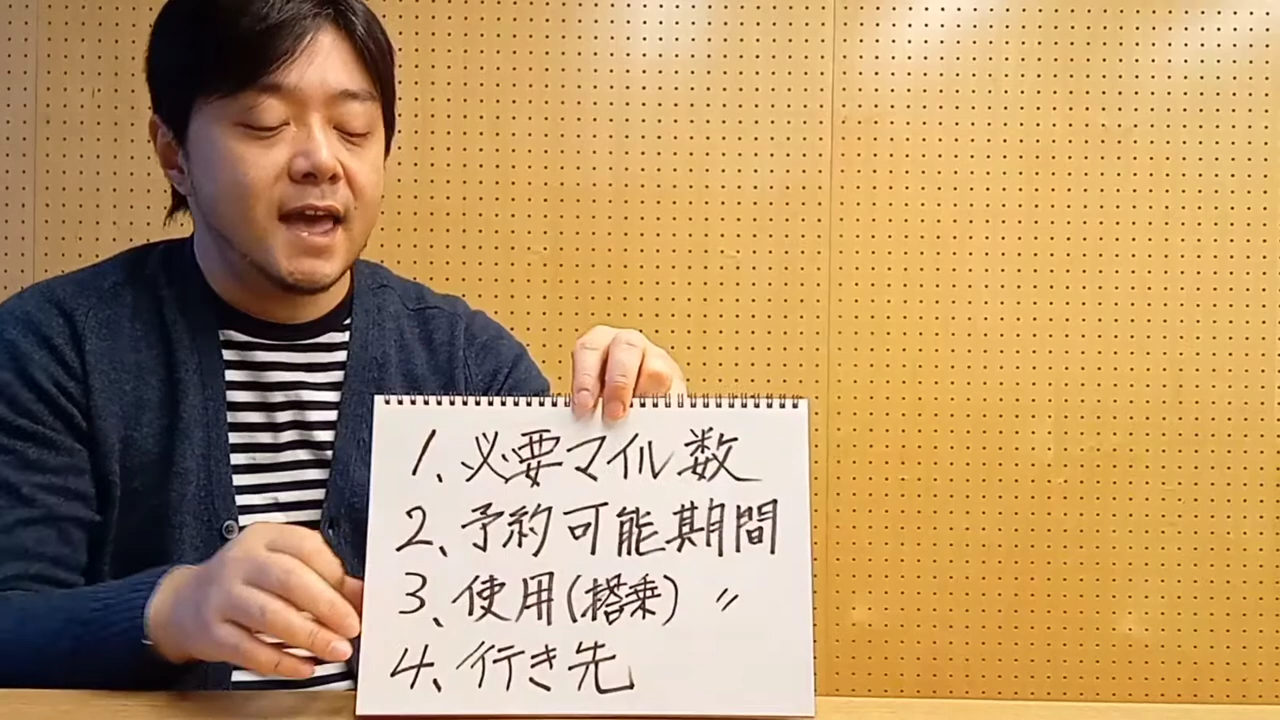 1、必要マイル数
2、予約可能期間
3、使用(搭乗) 〃
4、行き先